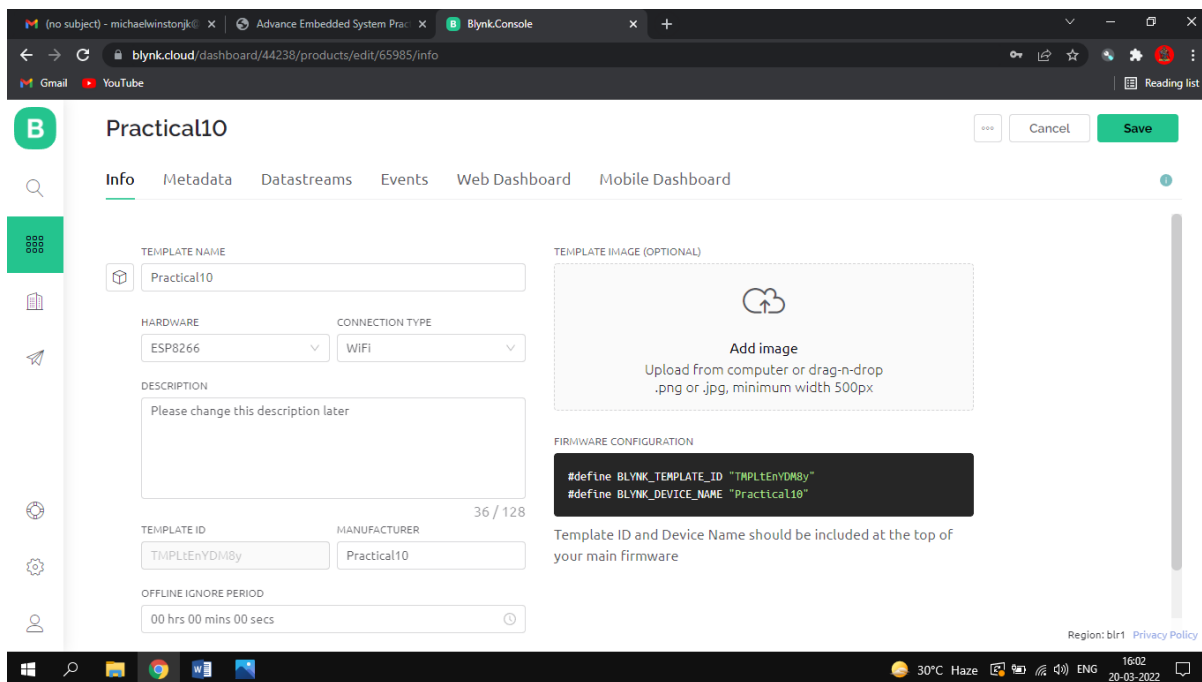 (no subject) - michaelwinstonjk@
Advance Embedded System Prac
Blynk.Console
blynk.cloud/dashboard/44238/products/edit/65985/info
Gmail
YouTube
Reading list
B
Practical10
Cancel
Save
Info
Metadata
Datastreams
Events
Web Dashboard
Mobile Dashboard
TEMPLATE NAME
Practical10
HARDWARE
CONNECTION TYPE
ESP8266
WiFi
DESCRIPTION
Please change this description later
36 / 128
TEMPLATE ID
MANUFACTURER
TMPLtEnYDM8y
Practical10
OFFLINE IGNORE PERIOD
00 hrs 00 mins 00 secs
TEMPLATE IMAGE (OPTIONAL)
Add image
Upload from computer or drag-n-drop
.png or .jpg, minimum width 500px
FIRMWARE CONFIGURATION
#define BLYNK_TEMPLATE_ID "TMPLtEnYDM8y"
#define BLYNK_DEVICE_NAME "Practical10"
Template ID and Device Name should be included at the top of
your main firmware
Region: blr1 Privacy Policy
30°C Haze
ENG
16:02
20-03-2022